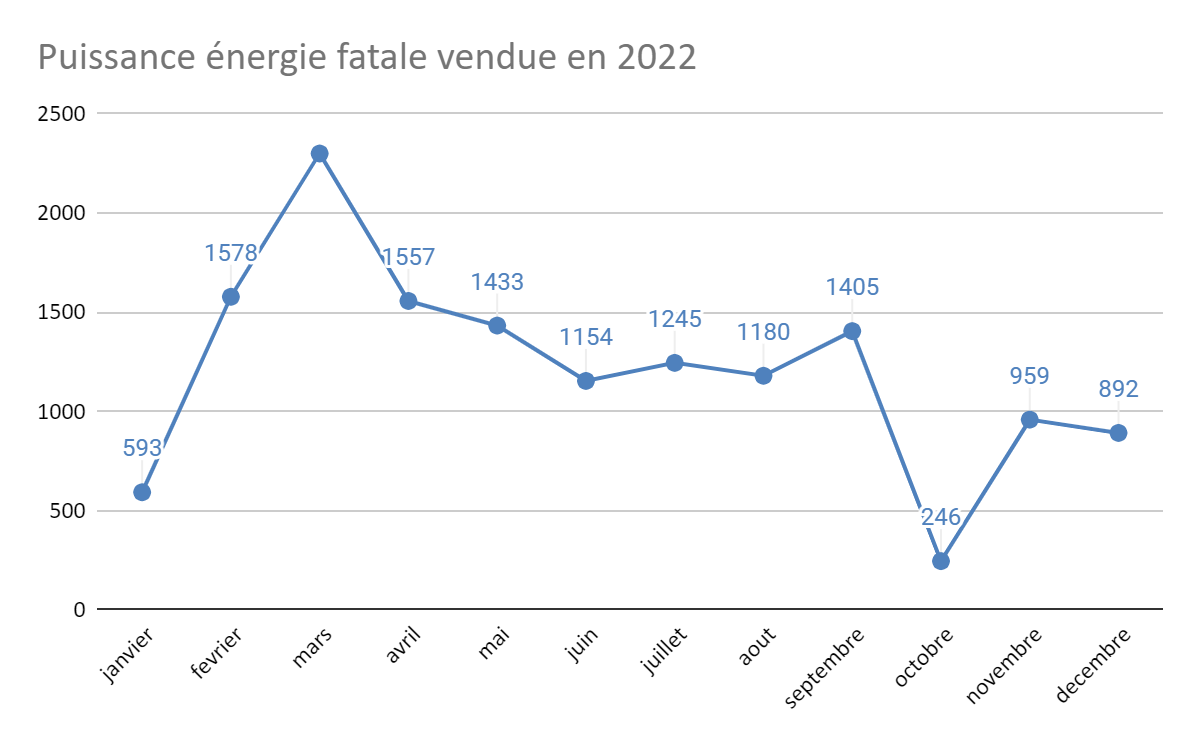 Puissance énergie fatale vendue en 2022
2500
2000
1500
1000
500
0
593
1578
1557
1433
1154
1245
1180
1405
246
959
892
janvier
fevrier
mars
avril
mai
juin
juillet
aout
septembre
octobre
novembre
decembre